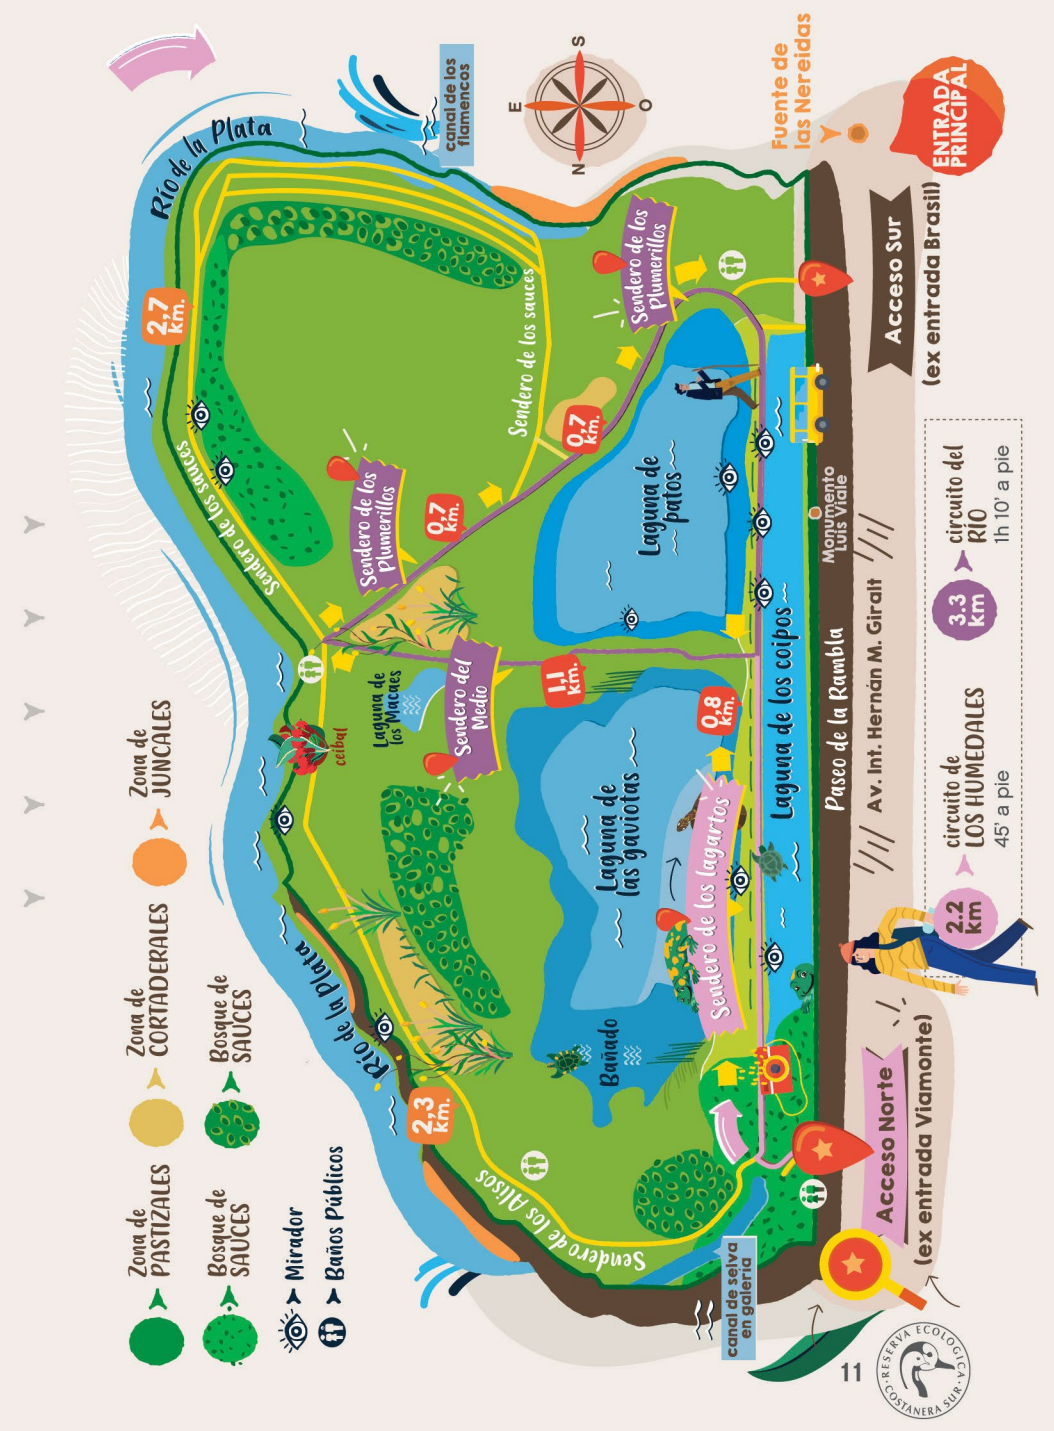 Zona de
PASTIZALES
Zona de
CORTADERALES
Zona de
JUNCALES
Bosque de
SAUCES
Bosque de
SAUCES
Mirador
Baños Públicos
Río de la Plata
2,7
km.
canal de los
flamencos
E
S
N
O
Fuente de
las Nereidas
ENTRADA
PRINCIPAL
Sendero de los sauces
Sendero de los sauces
Sendero de los
Plumerillos
Sendero de los
Plumerillos
0,7
km.
0,7
km.
ceibal
Laguna de
los Macaes
Sendero del
Medio
1,1
km.
Laguna de
patos
Río de la Plata
2,3
km.
Sendero de los Alisos
Laguna de
las gaviotas
Bañado
Sendero de los lagartos
0,8
km.
Laguna de los coipos
canal de selva
en galería
Monumento
Luis Viale
Paseo de la Rambla
Av. Int. Hernán M. Giralt
Acceso Norte
(ex entrada Viamonte)
Acceso Sur
(ex entrada Brasil)
2.2
km
circuito de
LOS HUMEDALES
45' a pie
3.3
km
circuito del
RÍO
1h 10' a pie
11
RESERVA ECOLOGICA
COSTANERA SUR